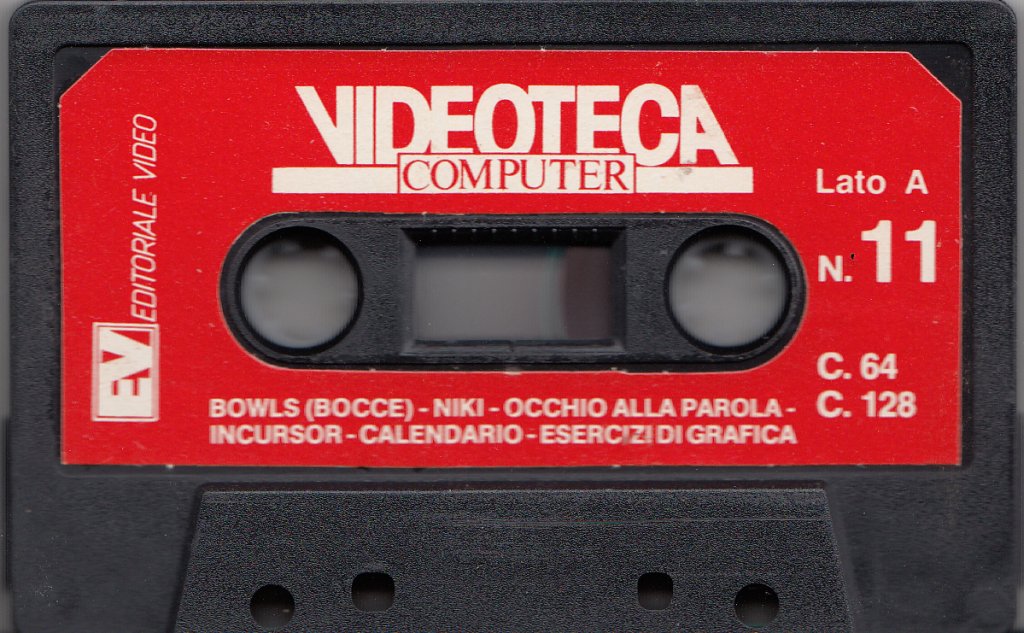 VIDEOTECA
COMPUTER
Lato A
N. 11
EV EDITORIALE VIDEO
C. 64
C. 128
BOWLS (BOCCE) - NIKI - OCCHIO ALLA PAROLA -
INCURSOR - CALENDARIO - ESERCIZI DI GRAFICA